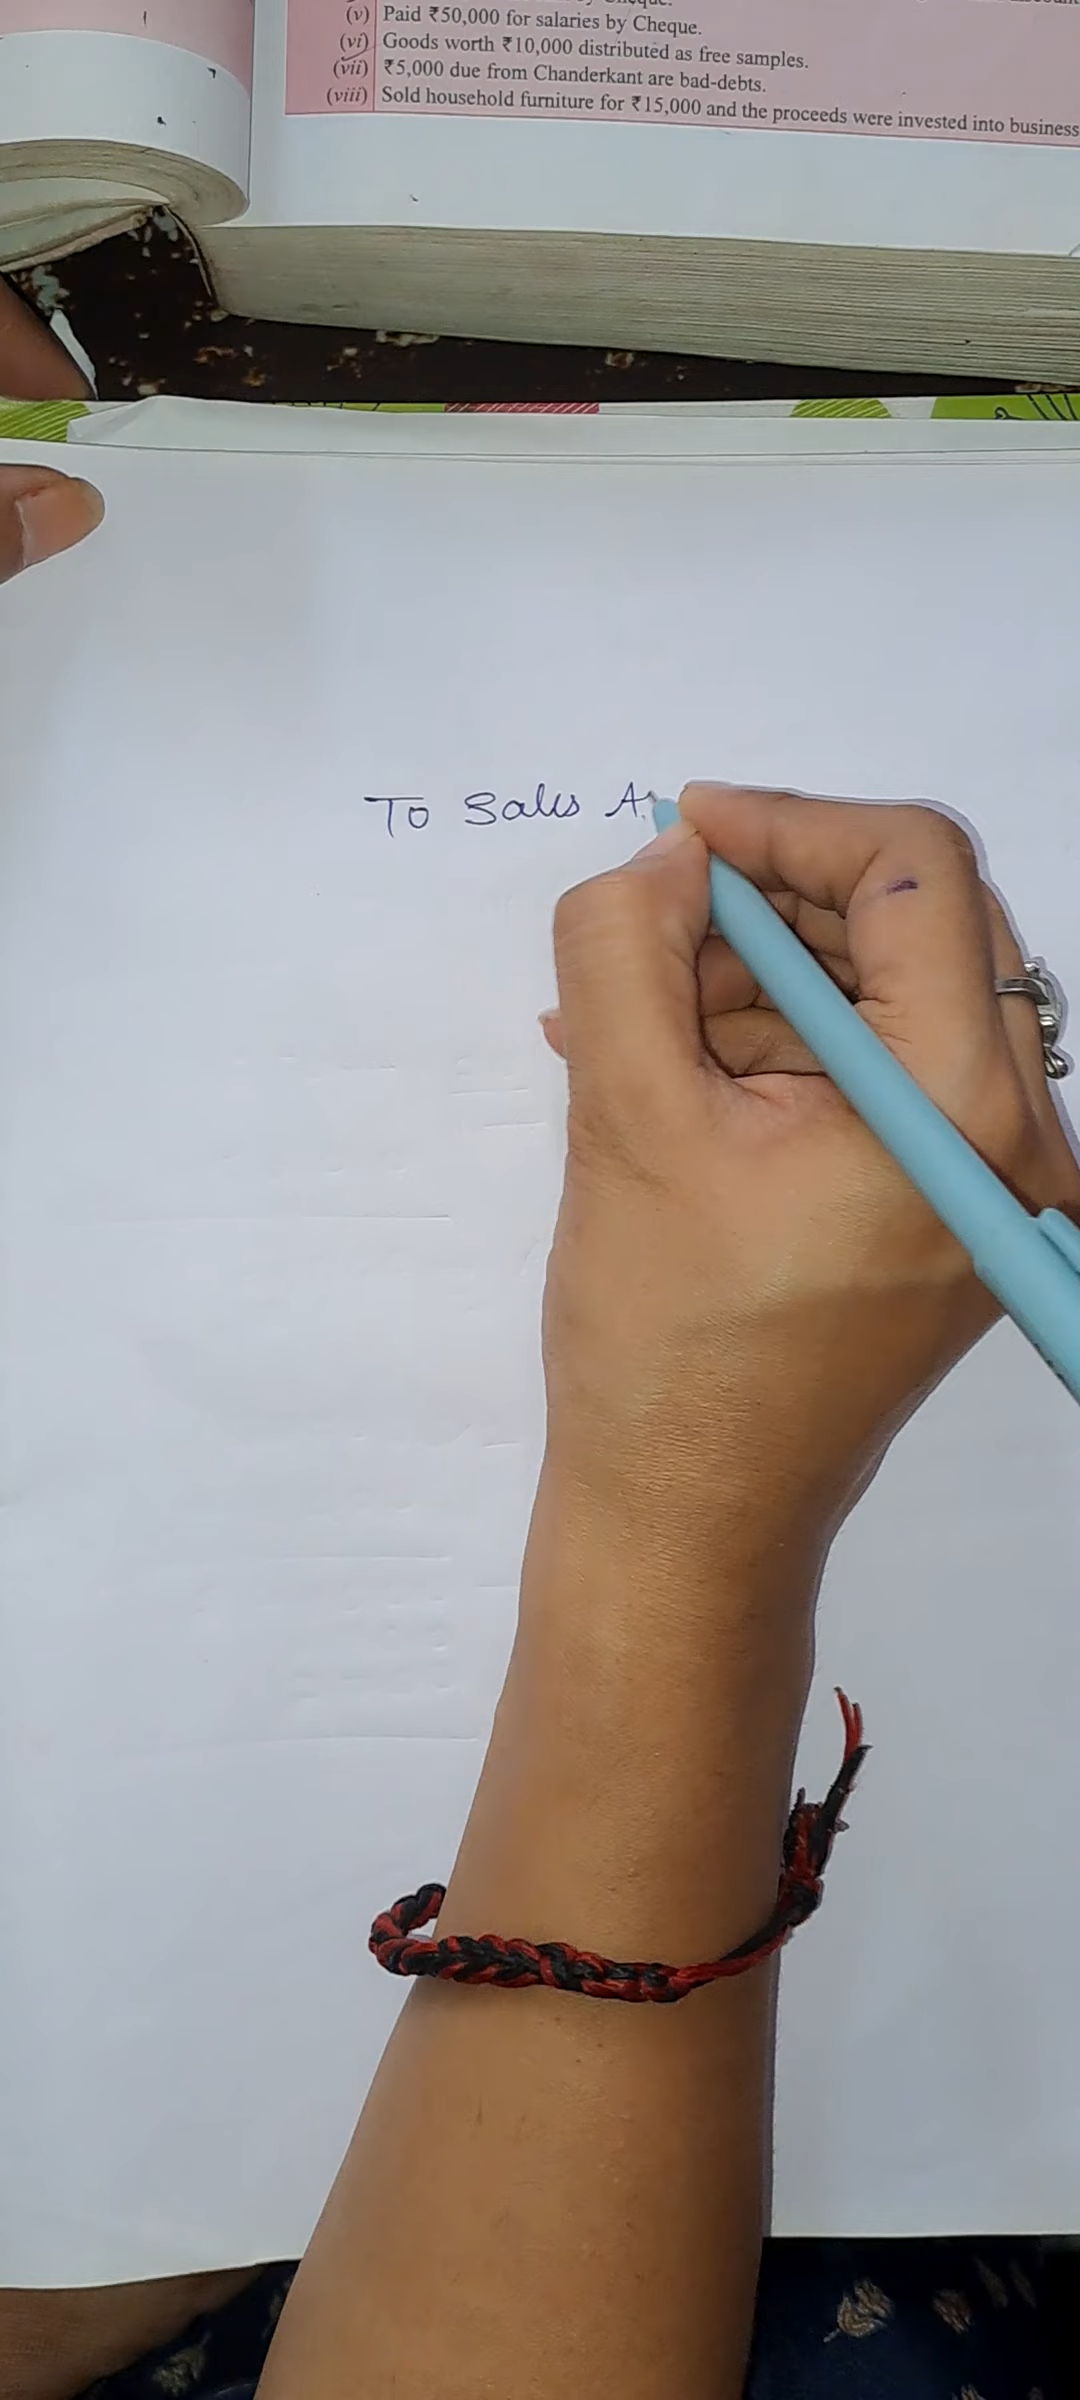 (v) Paid ₹50,000 for salaries by Cheque.
(vi) Goods worth ₹10,000 distributed as free samples.
(vii) ₹5,000 due from Chanderkant are bad-debts.
(viii) Sold household furniture for ₹15,000 and the proceeds were invested into business
To Sales A